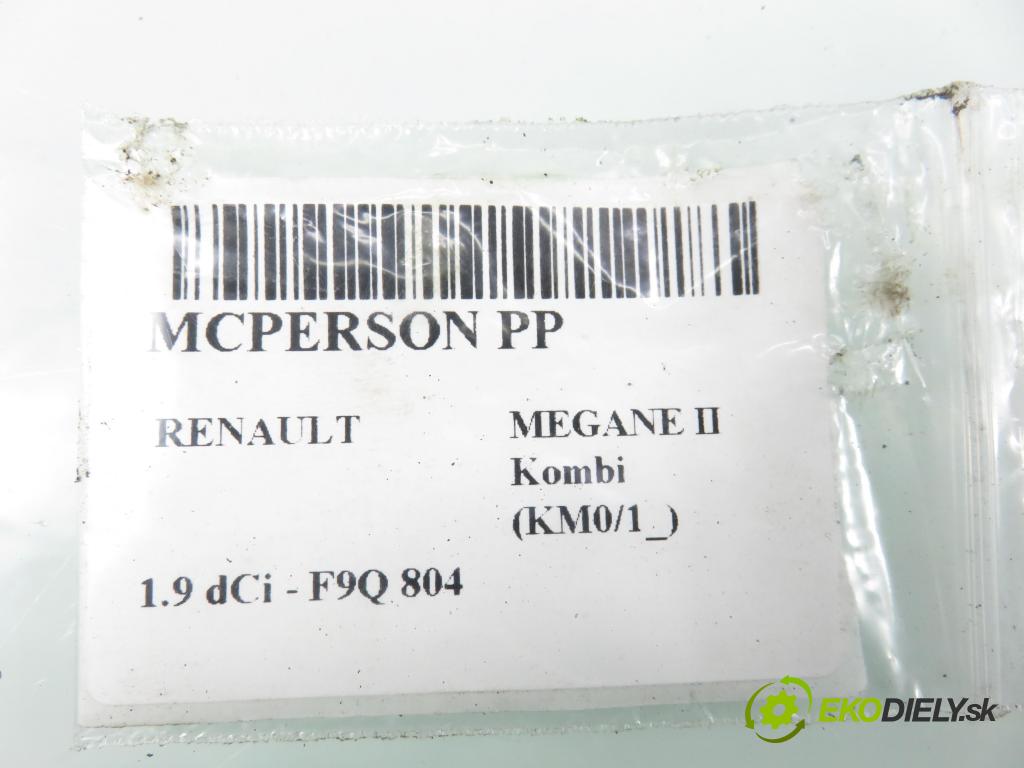 MCPERSON PP
RENAULT
MEGANE II
Kombi
(KM0/1_)
1.9 dCi - F9Q 804
EKODIELY.sk